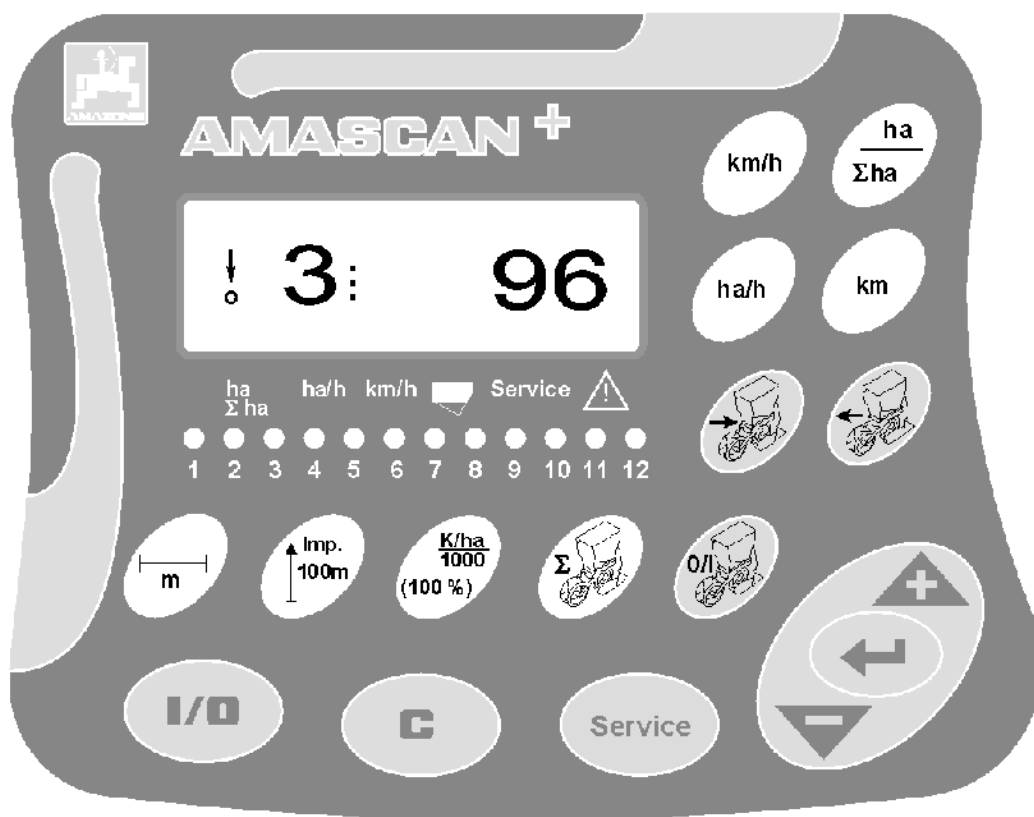 AMAZONE
AMASCAN +
km/h
ha
Σha
3 : 96
ha/h
km
ha ha/h km/h Service
Σ ha
1 2 3 4 5 6 7 8 9 10 11 12
m
Imp.
100m
K/ha
1000
(100 %)
Σ
O/I
+
I/O
C
Service
−